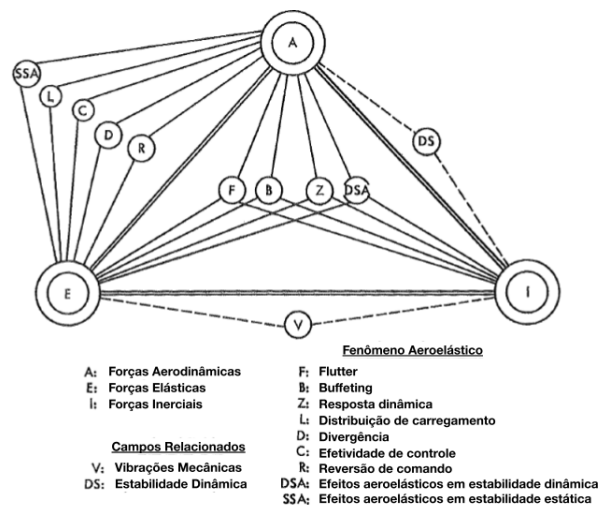 A
SSA
L
C
D
R
DS
F
B
Z
DSA
E
I
V
Fenômeno Aeroelástico
A: Forças Aerodinâmicas
E: Forças Elásticas
I: Forças Inerciais
Campos Relacionados
V: Vibrações Mecânicas
DS: Estabilidade Dinâmica
F: Flutter
B: Buffeting
Z: Resposta dinâmica
L: Distribuição de carregamento
D: Divergência
C: Efetividade de controle
R: Reversão de comando
DSA: Efeitos aeroelásticos em estabilidade dinâmica
SSA: Efeitos aeroelásticos em estabilidade estática